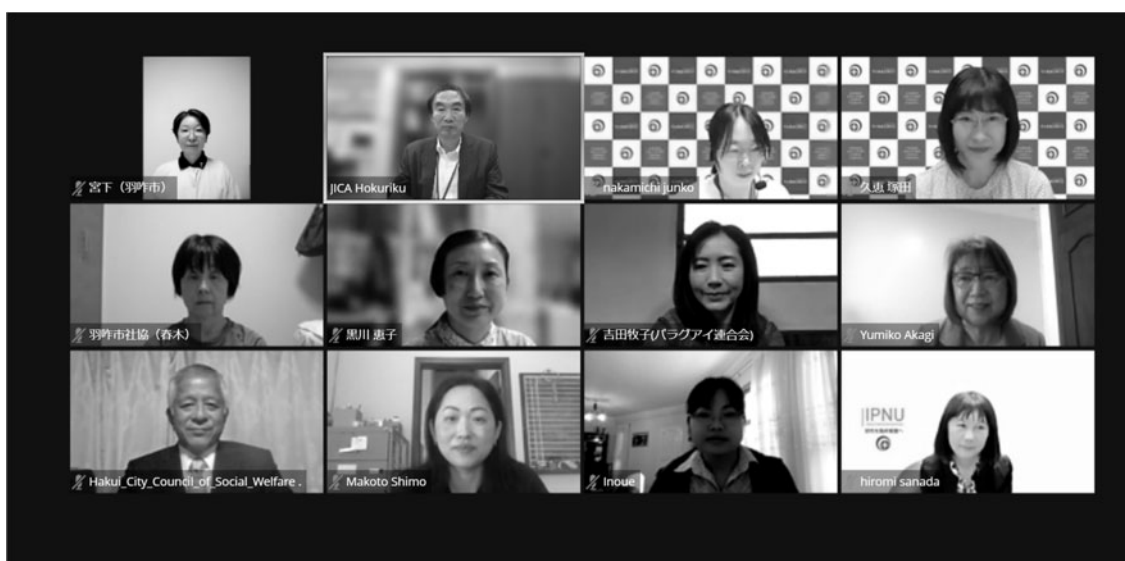 宮下（羽咋市）
JICA Hokuriku
nakamichi junko
久恵 塚田
羽咋市社協（春木）
黒川 恵子
吉田牧子(パラグアイ連合会)
Yumiko Akagi
Hakui_City_Council_of_Social_Welfare .
Makoto Shimo
Inoue
IPNU
hiromi sanada